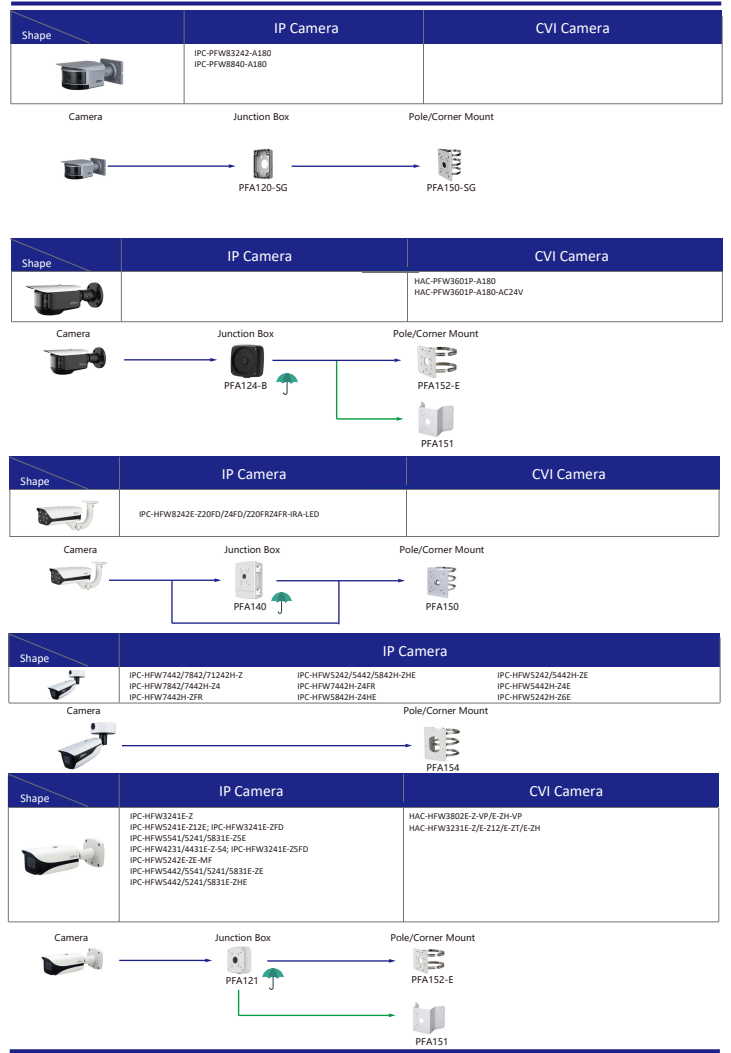 Shape
IP Camera
CVI Camera
IPC-PFW83242-A180
IPC-PFW8840-A180
Camera
Junction Box
Pole/Corner Mount
PFA120-SG
PFA150-SG
Shape
IP Camera
CVI Camera
HAC-PFW3601P-A180
HAC-PFW3601P-A180-AC24V
Camera
Junction Box
Pole/Corner Mount
PFA124-B
PFA152-E
PFA151
Shape
IP Camera
CVI Camera
IPC-HFW8242E-Z20FD/Z4FD/Z20FRZ4FR-IRA-LED
Camera
Junction Box
Pole/Corner Mount
PFA140
PFA150
Shape
IP Camera
IPC-HFW7442/7842/71242H-Z
IPC-HFW5242/5442/5842H-ZHE
IPC-HFW5242/5442H-ZE
IPC-HFW7842/7442H-Z4
IPC-HFW7442H-Z4FR
IPC-HFW5442H-Z4E
IPC-HFW7442H-ZFR
IPC-HFW5842H-Z4HE
IPC-HFW5242H-Z6E
Camera
Pole/Corner Mount
PFA154
Shape
IP Camera
CVI Camera
IPC-HFW3241E-Z
IPC-HFW5241E-Z12E; IPC-HFW3241E-ZFD
IPC-HFW5541/5241/5831E-Z5E
IPC-HFW4231/4431E-Z-S4; IPC-HFW3241E-Z5FD
IPC-HFW5242E-ZE-MF
IPC-HFW5442/5541/5241/5831E-ZE
IPC-HFW5442/5241/5831E-ZHE
HAC-HFW3802E-Z-VP/E-ZH-VP
HAC-HFW3231E-Z/E-Z12/E-ZT/E-ZH
Camera
Junction Box
Pole/Corner Mount
PFA121
PFA152-E
PFA151